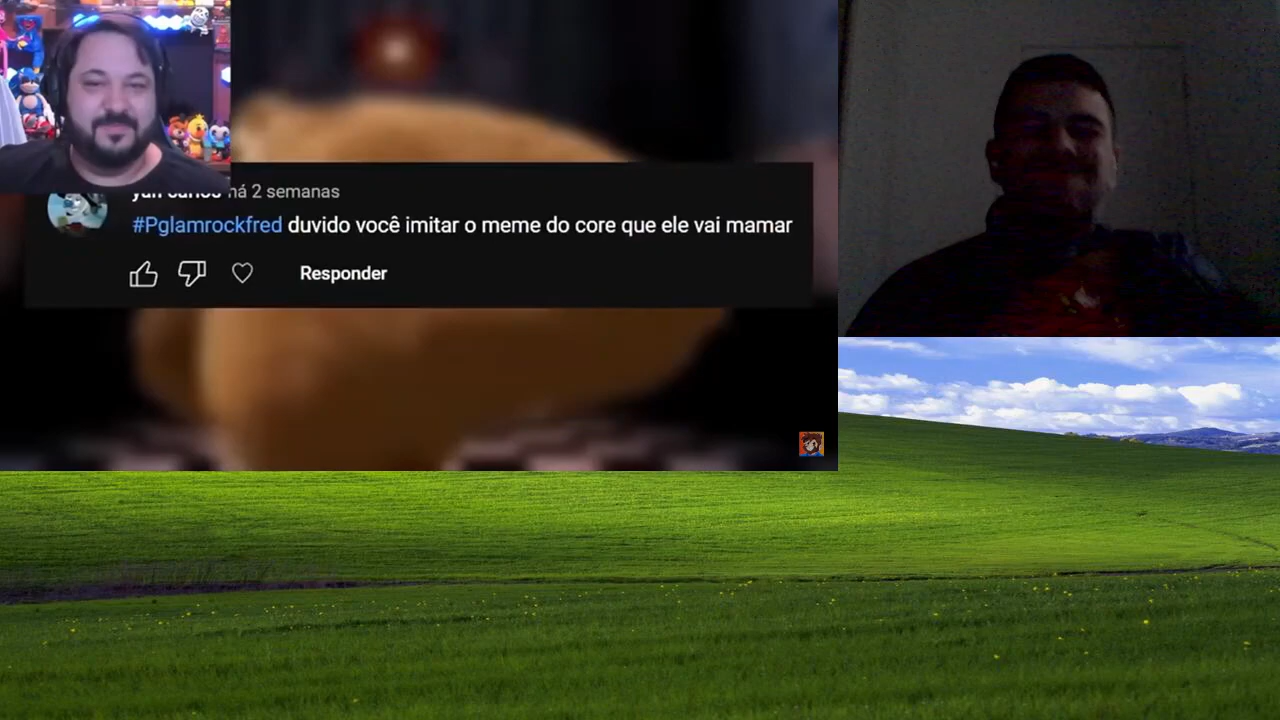 há 2 semanas
#Pglamrockfred duvido você imitar o meme do core que ele vai mamar
Responder